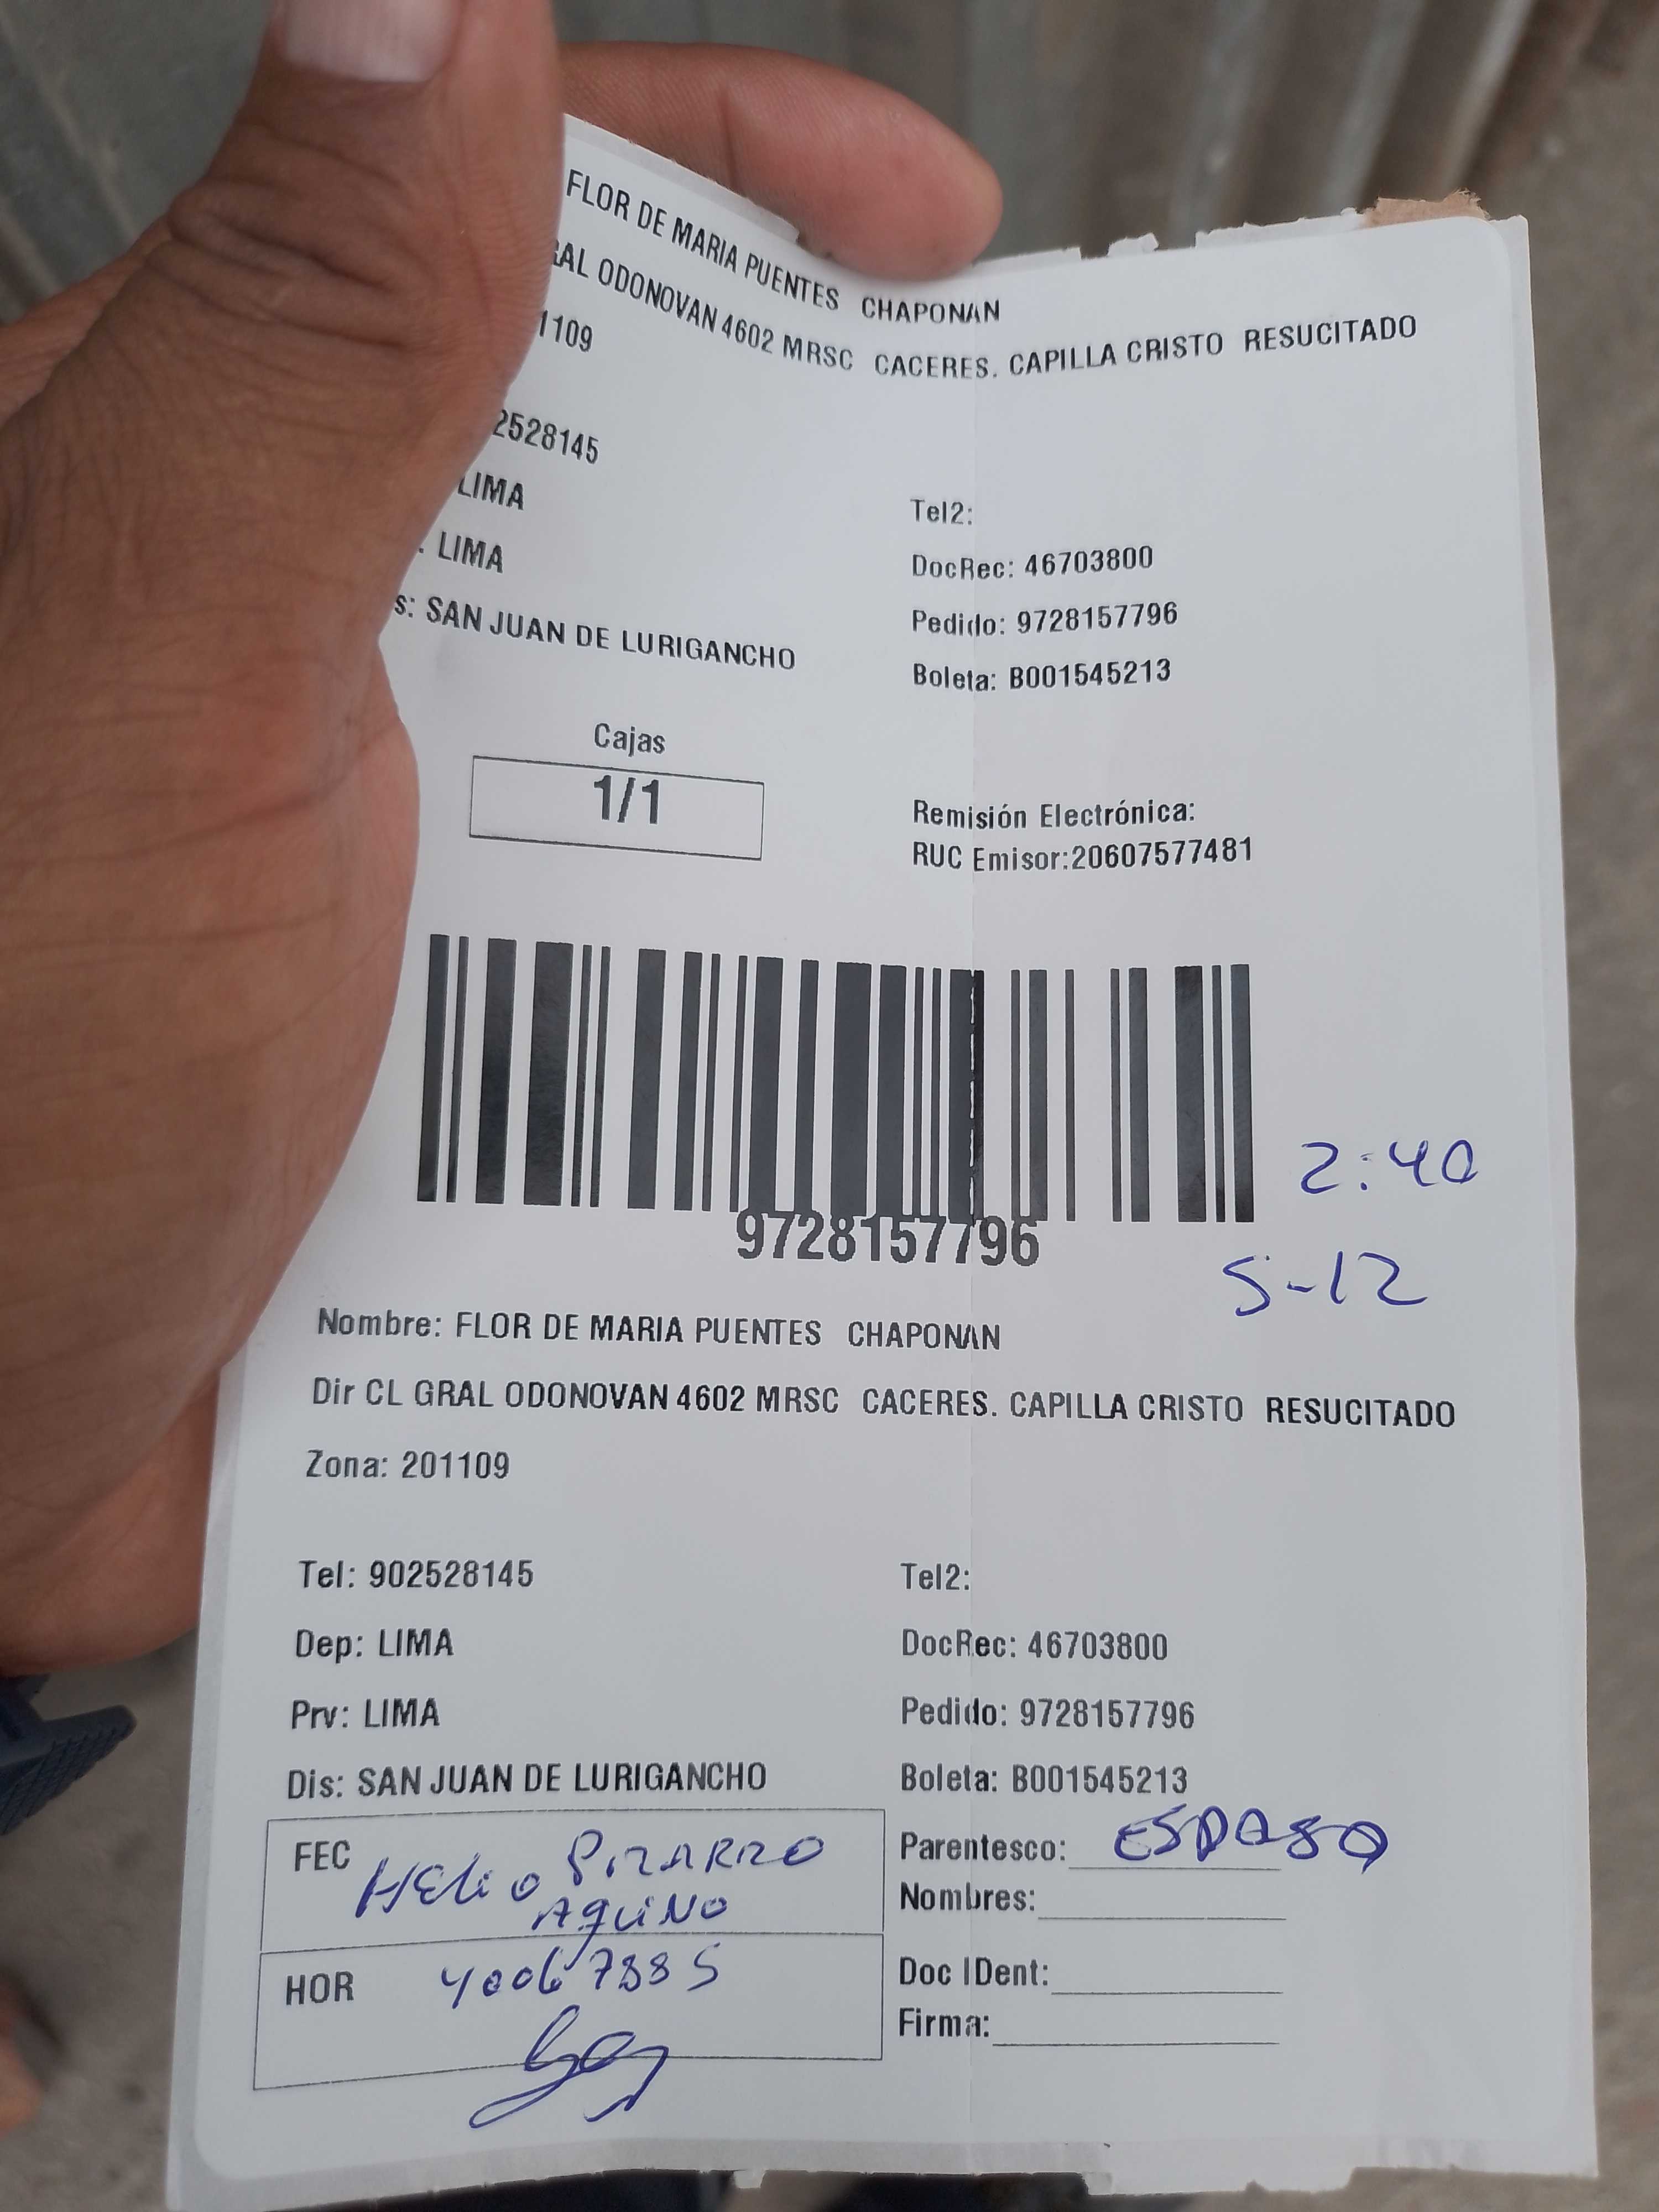 FLOR DE MARIA PUENTES CHAPONAN
GRAL ODONOVAN 4602 MRSC CACERES. CAPILLA CRISTO RESUCITADO
1109
2528145
LIMA
Tel2:
. LIMA
DocRec: 46703800
s: SAN JUAN DE LURIGANCHO
Pedido: 9728157796
Boleta: B001545213
Cajas
1/1
Remisión Electrónica:
RUC Emisor:20607577481
2:40
9728157796
5-12
Nombre: FLOR DE MARIA PUENTES CHAPONAN
Dir CL GRAL ODONOVAN 4602 MRSC CACERES. CAPILLA CRISTO RESUCITADO
Zona: 201109
Tel: 902528145
Tel2:
Dep: LIMA
DocRec: 46703800
Prv: LIMA
Pedido: 9728157796
Dis: SAN JUAN DE LURIGANCHO
Boleta: B001545213
FEC HELIO PIZARRO
AQUINO
Parentesco: ESPOSO
Nombres:
HOR
Doc IDent:
Firma: